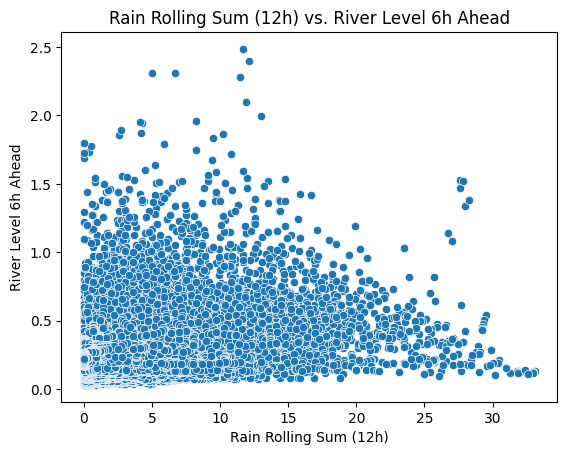 Rain Rolling Sum (12h) vs. River Level 6h Ahead
River Level 6h Ahead
2.5
2.0
1.5
1.0
0.5
0.0
0 5 10 15 20 25 30
Rain Rolling Sum (12h)